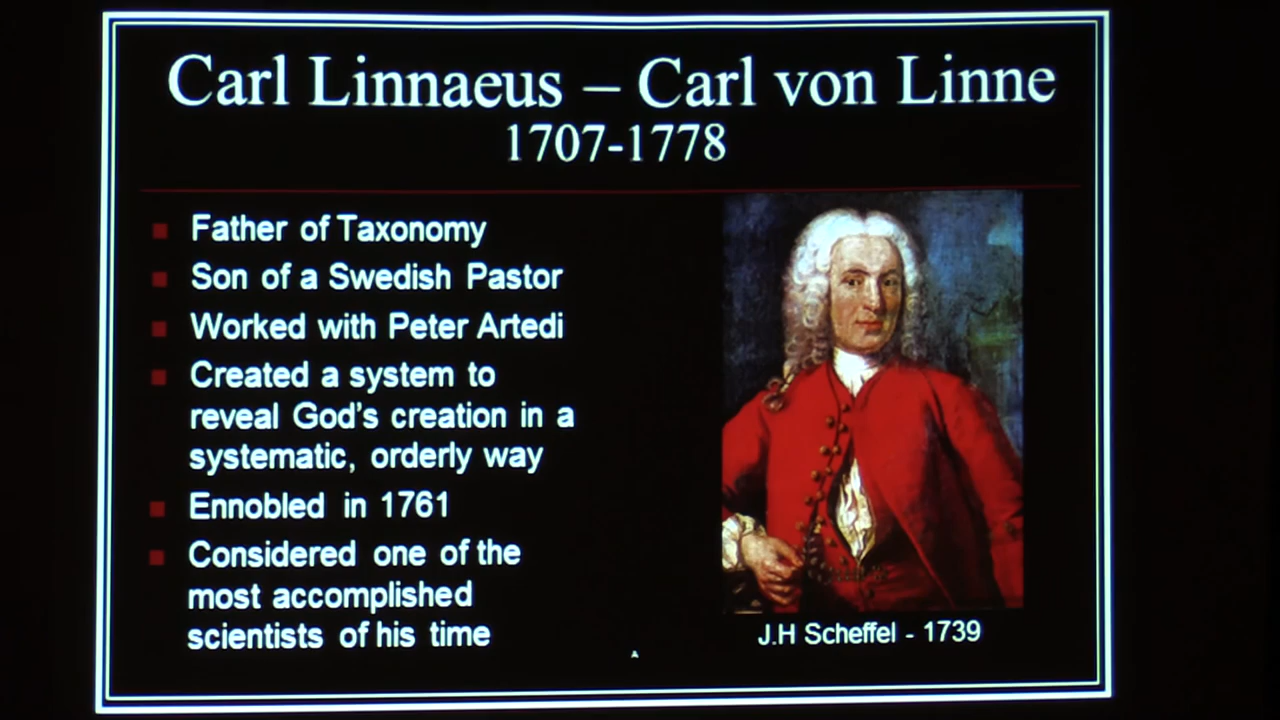 Carl Linnaeus – Carl von Linne
1707-1778
Father of Taxonomy
Son of a Swedish Pastor
Worked with Peter Artedi
Created a system to
reveal God's creation in a
systematic, orderly way
Ennobled in 1761
Considered one of the
most accomplished
scientists of his time
J.H Scheffel - 1739